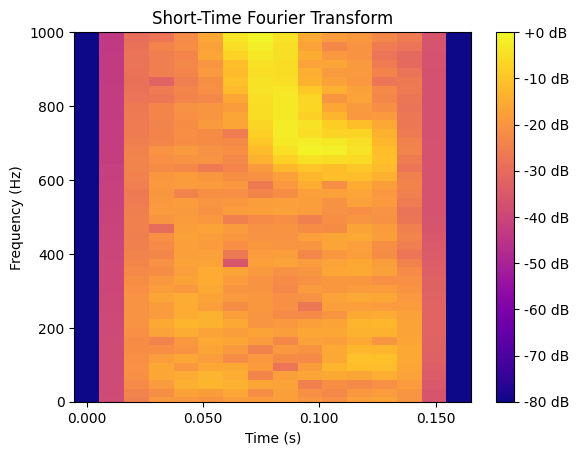 Short-Time Fourier Transform
1000
800
600
400
200
0
Frequency (Hz)
0.000
0.050
0.100
0.150
Time (s)
+0 dB
-10 dB
-20 dB
-30 dB
-40 dB
-50 dB
-60 dB
-70 dB
-80 dB